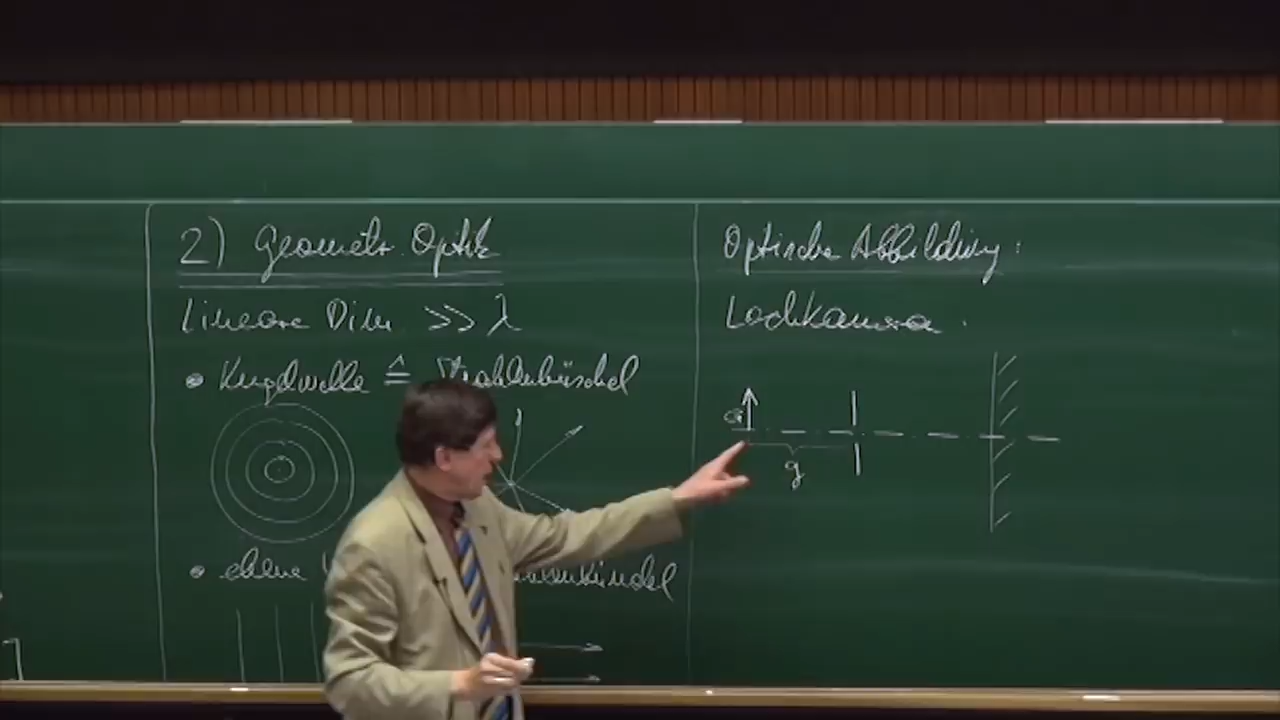 2) Geometr. Optik
Lineare Dim >> λ
• Kugelwelle ≙ Strahlenbüschel
• ebene
Optische Abbildung:
Lochkamera.
G
g